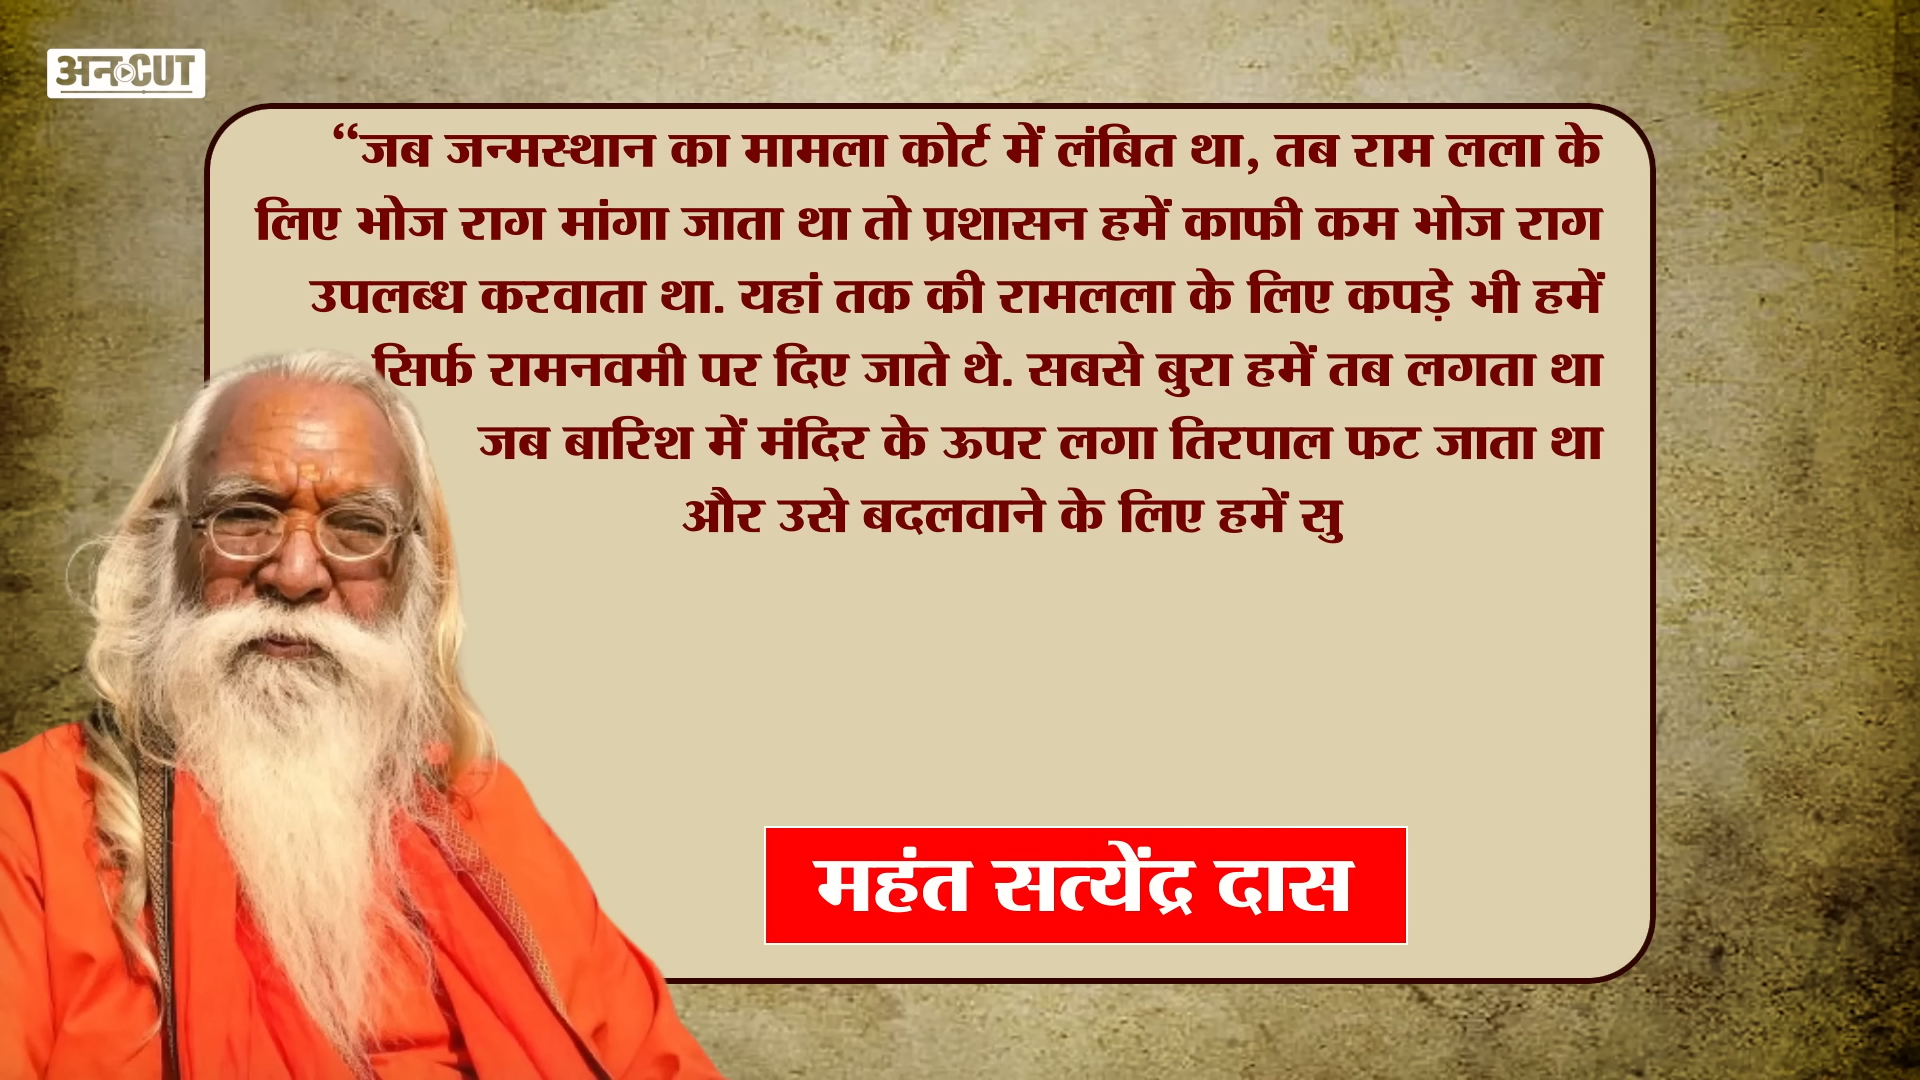 अनCUT
“जब जन्मस्थान का मामला कोर्ट में लंबित था, तब राम लला के
लिए भोज राग मांगा जाता था तो प्रशासन हमें काफी कम भोज राग
उपलब्ध करवाता था. यहां तक की रामलला के लिए कपड़े भी हमें
सिर्फ रामनवमी पर दिए जाते थे. सबसे बुरा हमें तब लगता था
जब बारिश में मंदिर के ऊपर लगा तिरपाल फट जाता था
और उसे बदलवाने के लिए हमें सु
महंत सत्येंद्र दास